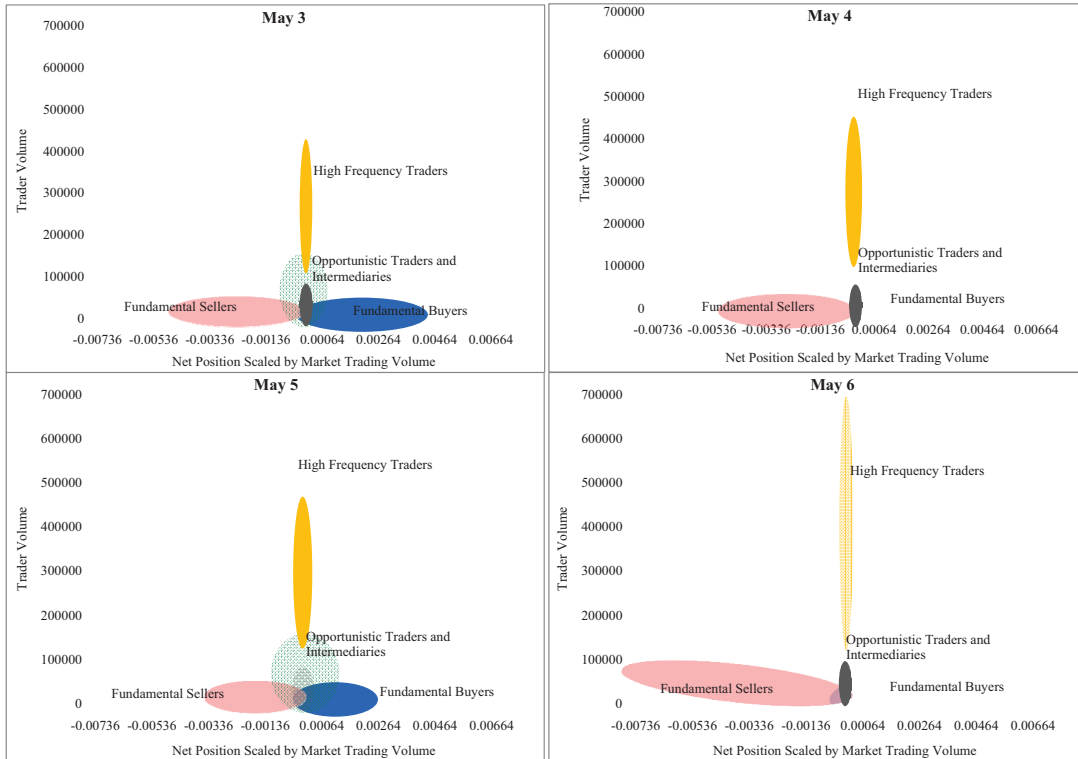 May 3
700000
600000
500000
400000
300000
200000
100000
0
Trader Volume
High Frequency Traders
Opportunistic Traders and
Intermediaries
Fundamental Sellers
Fundamental Buyers
-0.00736 -0.00536 -0.00336 -0.00136 0.00064 0.00264 0.00464 0.00664
Net Position Scaled by Market Trading Volume
May 4
700000
600000
500000
400000
300000
200000
100000
0
Trader Volume
High Frequency Traders
Opportunistic Traders and
Intermediaries
Fundamental Buyers
Fundamental Sellers
-0.00736 -0.00536 -0.00336 -0.00136 0.00064 0.00264 0.00464 0.00664
Net Position Scaled by Market Trading Volume
May 5
700000
600000
500000
400000
300000
200000
100000
0
Trader Volume
High Frequency Traders
Opportunistic Traders and
Intermediaries
Fundamental Sellers
Fundamental Buyers
-0.00736 -0.00536 -0.00336 -0.00136 0.00064 0.00264 0.00464 0.00664
Net Position Scaled by Market Trading Volume
May 6
700000
600000
500000
400000
300000
200000
100000
0
Trader Volume
High Frequency Traders
Opportunistic Traders and
Intermediaries
Fundamental Sellers
Fundamental Buyers
-0.00736 -0.00536 -0.00336 -0.00136 0.00064 0.00264 0.00464 0.00664
Net Position Scaled by Market Trading Volume